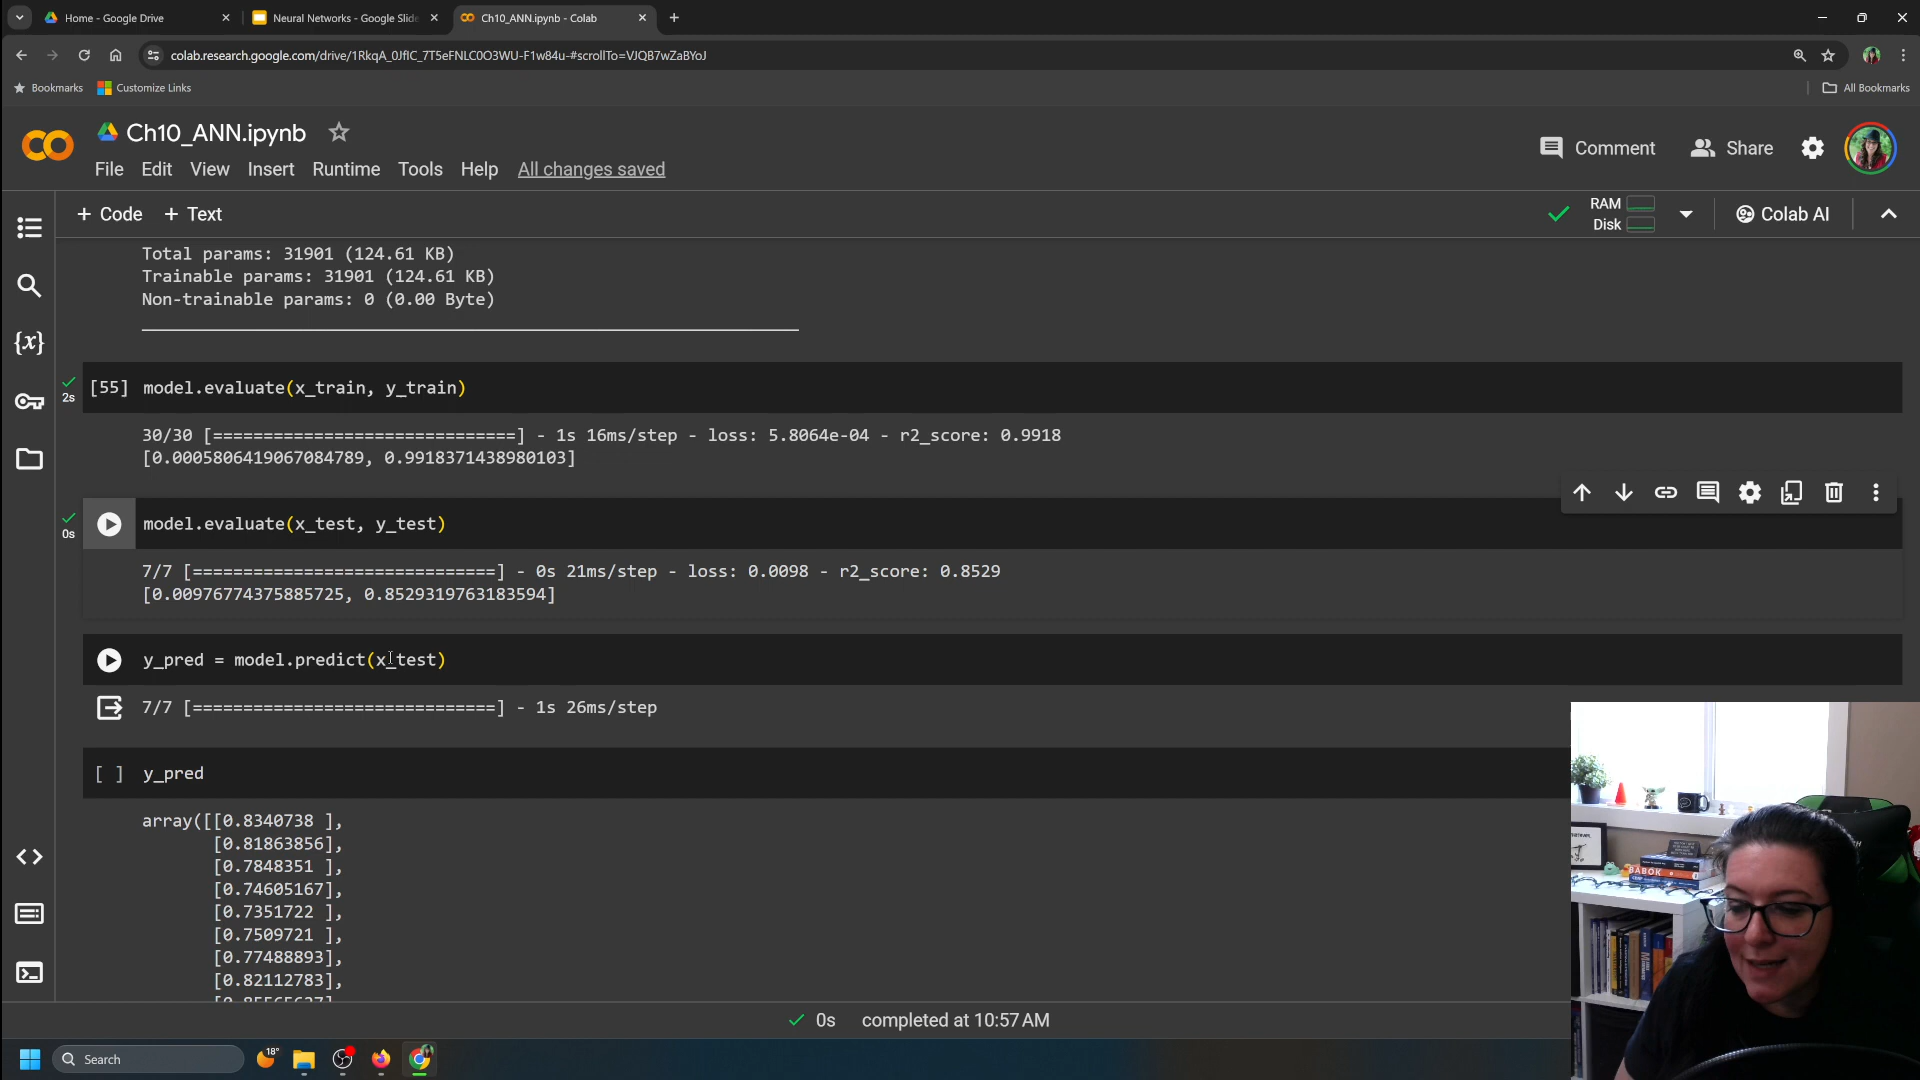 Home - Google Drive
Neural Networks - Google Slide
Ch10_ANN.ipynb - Colab
colab.research.google.com/drive/1RkqA_0JflC_7T5eFNLC0O3WU-F1w84u-#scrollTo=VJQB7wZaBYoJ
Bookmarks
Customize Links
All Bookmarks
Ch10_ANN.ipynb
Comment
Share
File Edit View Insert Runtime Tools Help All changes saved
+ Code + Text
RAM
Disk
Colab AI
Total params: 31901 (124.61 KB)
Trainable params: 31901 (124.61 KB)
Non-trainable params: 0 (0.00 Byte)
{x}
2s
[55] model.evaluate(x_train, y_train)
30/30 [==============================] - 1s 16ms/step - loss: 5.8064e-04 - r2_score: 0.9918
[0.0005806419067084789, 0.9918371438980103]
0s
model.evaluate(x_test, y_test)
7/7 [==============================] - 0s 21ms/step - loss: 0.0098 - r2_score: 0.8529
[0.00976774375885725, 0.8529319763183594]
y_pred = model.predict(x_test)
7/7 [==============================] - 1s 26ms/step
[ ] y_pred
array([[0.8340738 ],
[0.81863856],
[0.7848351 ],
[0.74605167],
[0.7351722 ],
[0.7509721 ],
[0.77488893],
[0.82112783],
BABOK
0s completed at 10:57 AM
Search
18°